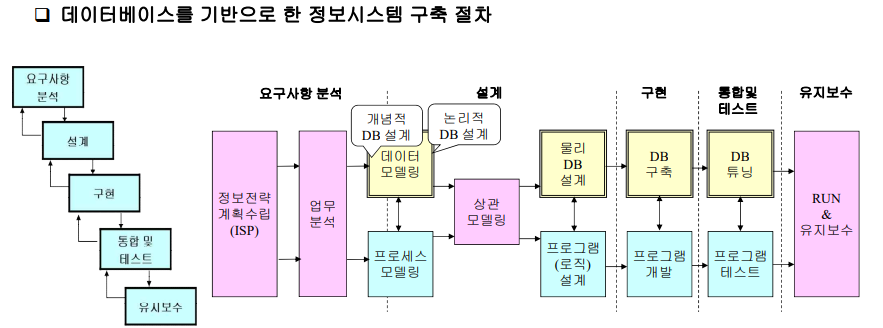 ❑ 데이터베이스를 기반으로 한 정보시스템 구축 절차
요구사항
분석
설계
구현
통합 및
테스트
유지보수
요구사항 분석
설계
구현
통합및
테스트
유지보수
개념적
DB 설계
논리적
DB 설계
정보전략
계획수립
(ISP)
업무
분석
데이터
모델링
프로세스
모델링
상관
모델링
물리
DB
설계
프로그램
(로직)
설계
DB
구축
프로그램
개발
DB
튜닝
프로그램
테스트
RUN
&
유지보수